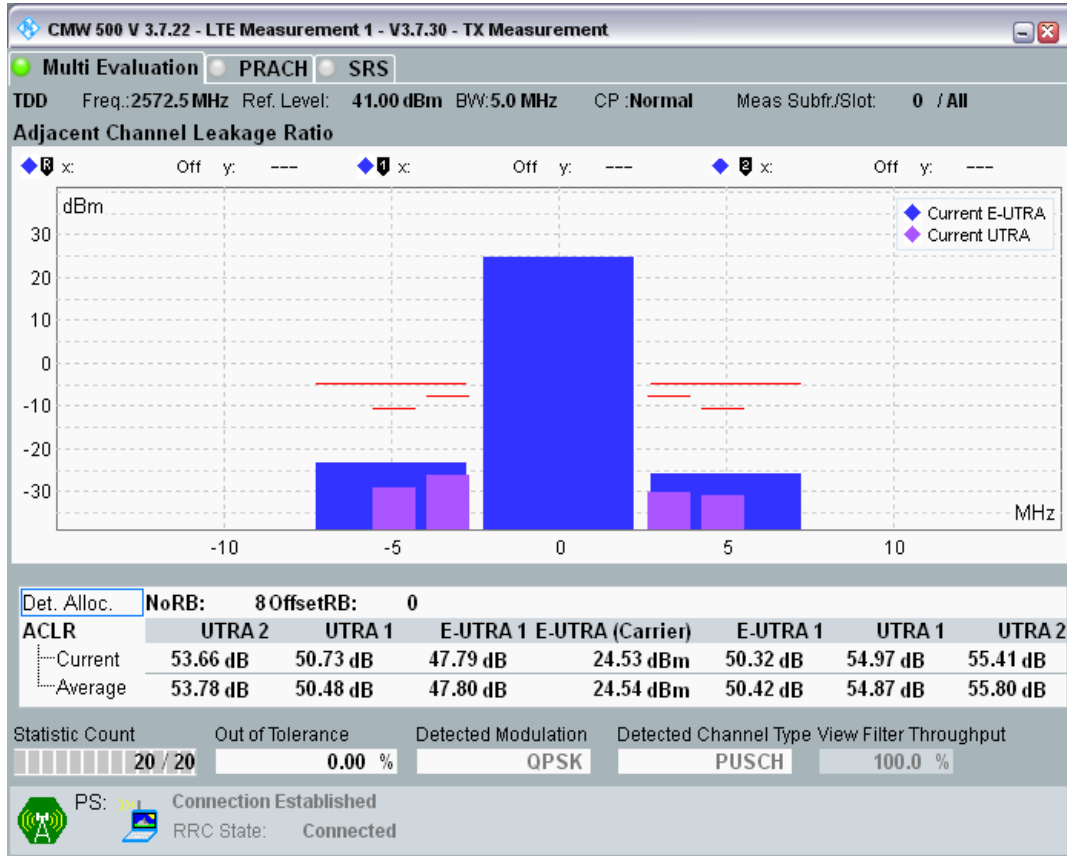 CMW 500 V 3.7.22 - LTE Measurement 1 - V3.7.30 - TX Measurement
Multi Evaluation PRACH SRS
TDD Freq.:2572.5 MHz Ref. Level: 41.00 dBm BW:5.0 MHz CP :Normal Meas Subfr./Slot: 0 / All
Adjacent Channel Leakage Ratio
R x: Off y: --- 1 x: Off y: --- 2 x: Off y: ---
dBm
Current E-UTRA
Current UTRA
30
20
10
0
-10
-20
-30
MHz
-10 -5 0 5 10
Det. Alloc. NoRB: 8 OffsetRB: 0
ACLR UTRA 2 UTRA 1 E-UTRA 1 E-UTRA (Carrier) E-UTRA 1 UTRA 1 UTRA 2
Current 53.66 dB 50.73 dB 47.79 dB 24.53 dBm 50.32 dB 54.97 dB 55.41 dB
Average 53.78 dB 50.48 dB 47.80 dB 24.54 dBm 50.42 dB 54.87 dB 55.80 dB
Statistic Count Out of Tolerance Detected Modulation Detected Channel Type View Filter Throughput
20 / 20 0.00 % QPSK PUSCH 100.0 %
PS: Connection Established
RRC State: Connected